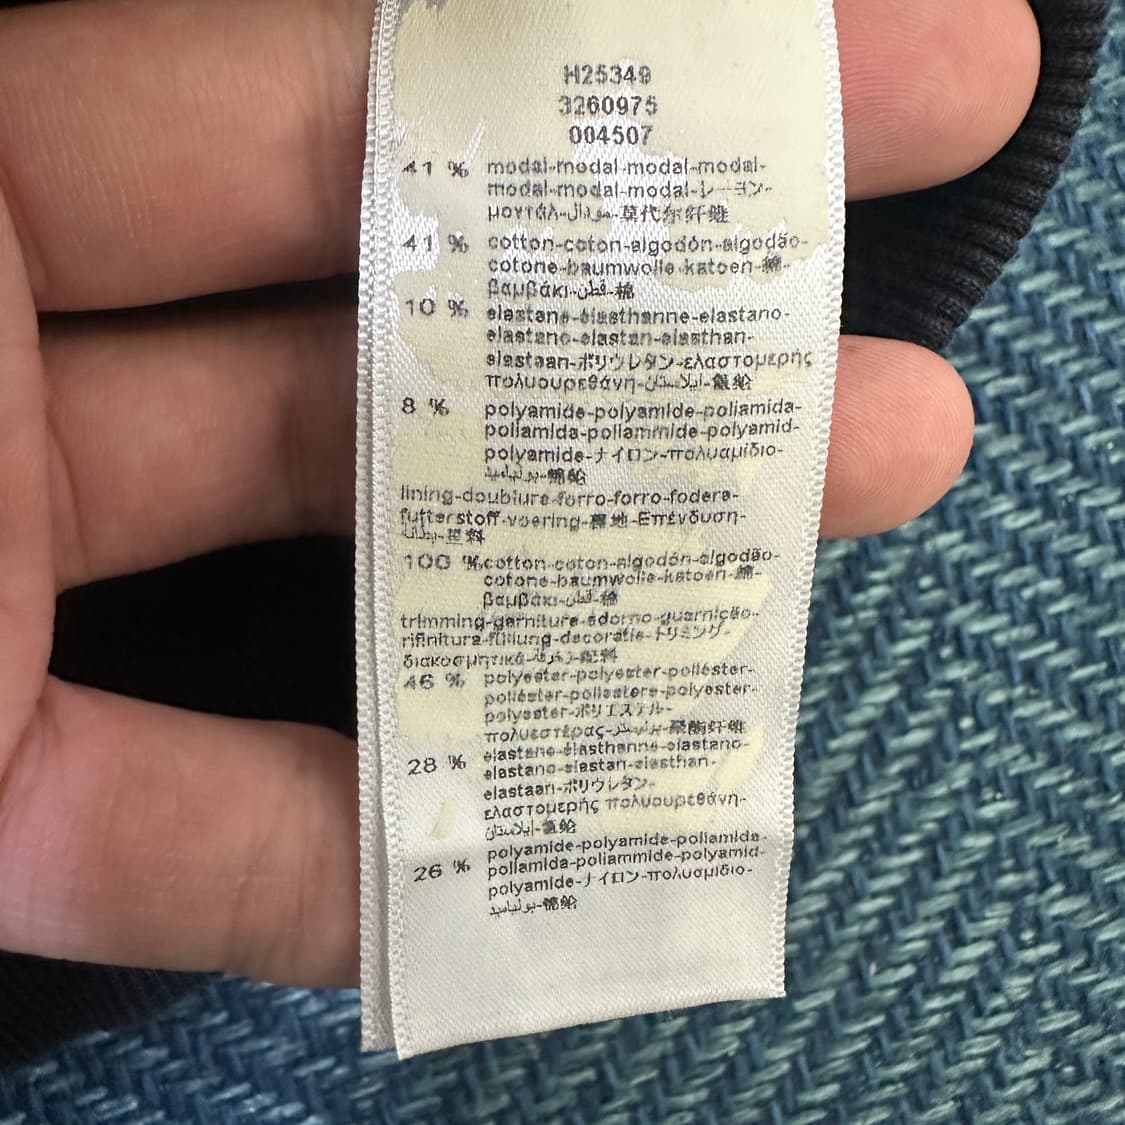 H25349
3260975
004507
41 % modal-modal-modal-modal-
modal-modal-modal-レーヨン-
μοντάλ-مودال-莫代尔纤维
41 % cotton-coton-algodón-algodão-
cotone-baumwolle-katoen-綿-
βαμβάκι-قطن-棉
10 % elastane-élasthanne-elastano-
elastano-elastan-elasthan-
elastaan-ポリウレタン-ελαστομερής
πολυουρεθάνη-ايلاستان-氨纶
8 % polyamide-polyamide-poliamida-
poliamida-poliammide-polyamid-
polyamide-ナイロン-πολυαμίδιο-
بولياميد-锦纶
lining-doublure-forro-forro-fodera-
futterstoff-voering-裏地-Επένδυση-
بطانة-里料
100 %cotton-coton-algodón-algodão-
cotone-baumwolle-katoen-綿-
βαμβάκι-قطن-棉
trimming-garniture-adorno-guarnição-
rifinitura-füllung-decoratie-トリミング-
διακοσμητικά-زخرفة-配料
46 % polyester-polyester-poliéster-
poliéster-poliestere-polyester-
polyester-ポリエステル-
πολυεστέρας-بوليستر-聚酯纤维
28 % elastane-élasthanne-elastano-
elastano-elastan-elasthan-
elastaan-ポリウレタン-
ελαστομερής πολυουρεθάνη-
ايلاستان-氨纶
26 % polyamide-polyamide-poliamida-
poliamida-poliammide-polyamid-
polyamide-ナイロン-πολυαμίδιο-
بولياميد-锦纶